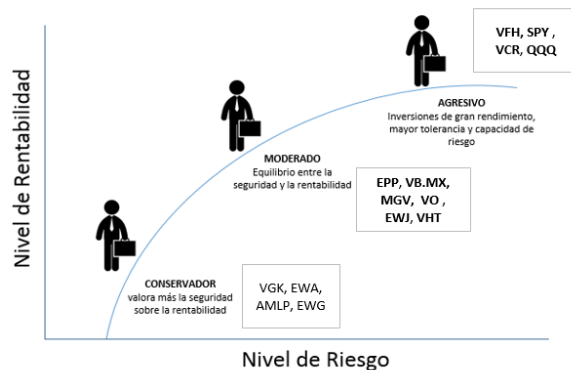 VFH, SPY ,
VCR, QQQ
AGRESIVO
Inversiones de gran rendimiento,
mayor tolerancia y capacidad de
riesgo
MODERADO
Equilibrio entre la
seguridad y la rentabilidad
EPP, VB.MX,
MGV, VO ,
EWJ, VHT
CONSERVADOR
valora más la seguridad
sobre la rentabilidad
VGK, EWA,
AMLP, EWG
Nivel de Rentabilidad
Nivel de Riesgo